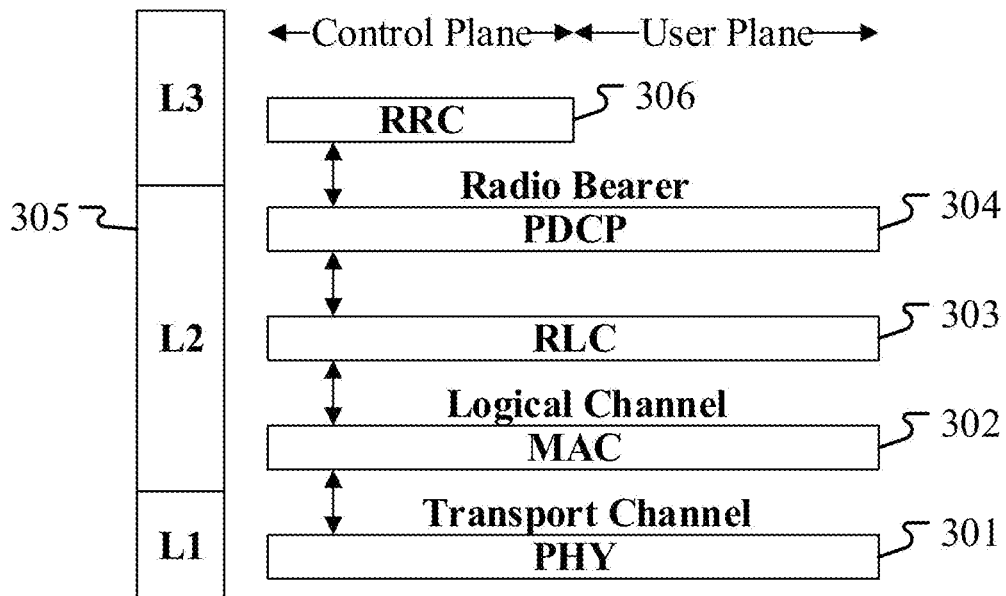 Control Plane User Plane
L3
306
RRC
Radio Bearer
305
304
PDCP
303
L2
RLC
Logical Channel
302
MAC
Transport Channel
301
L1
PHY